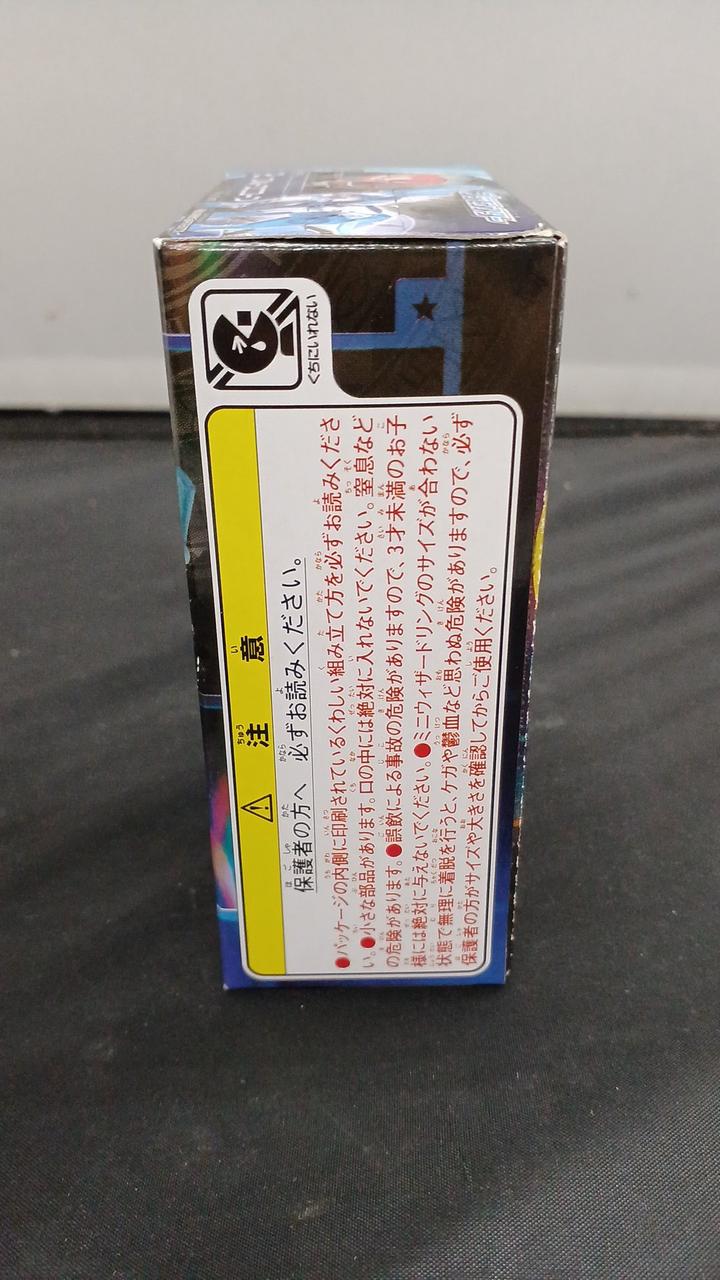 くちにいれない
注意
保護者の方へ 必ずお読みください。
●パッケージの内側に印刷されているくわしい組み立て方を必ずお読みくださ
い。●小さな部品があります。口の中には絶対に入れないでください。窒息など
の危険があります。●誤飲による事故の危険がありますので、3才未満のお子
様には絶対に与えないでください。●ミニウィザードリングのサイズが合わない
状態で無理に着脱を行うと、ケガや鬱血など思わぬ危険がありますので、必ず
保護者の方がサイズや大きさを確認してからご使用ください。